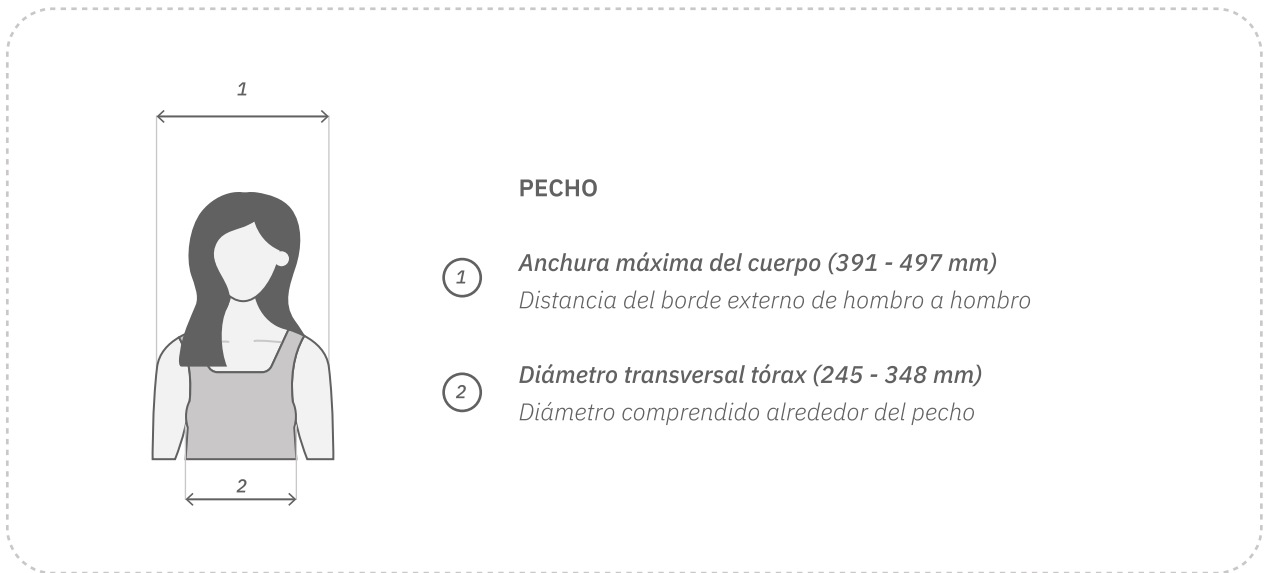 1
PECHO
1
Anchura máxima del cuerpo (391 - 497 mm)
Distancia del borde externo de hombro a hombro
2
Diámetro transversal tórax (245 - 348 mm)
Diámetro comprendido alrededor del pecho
2